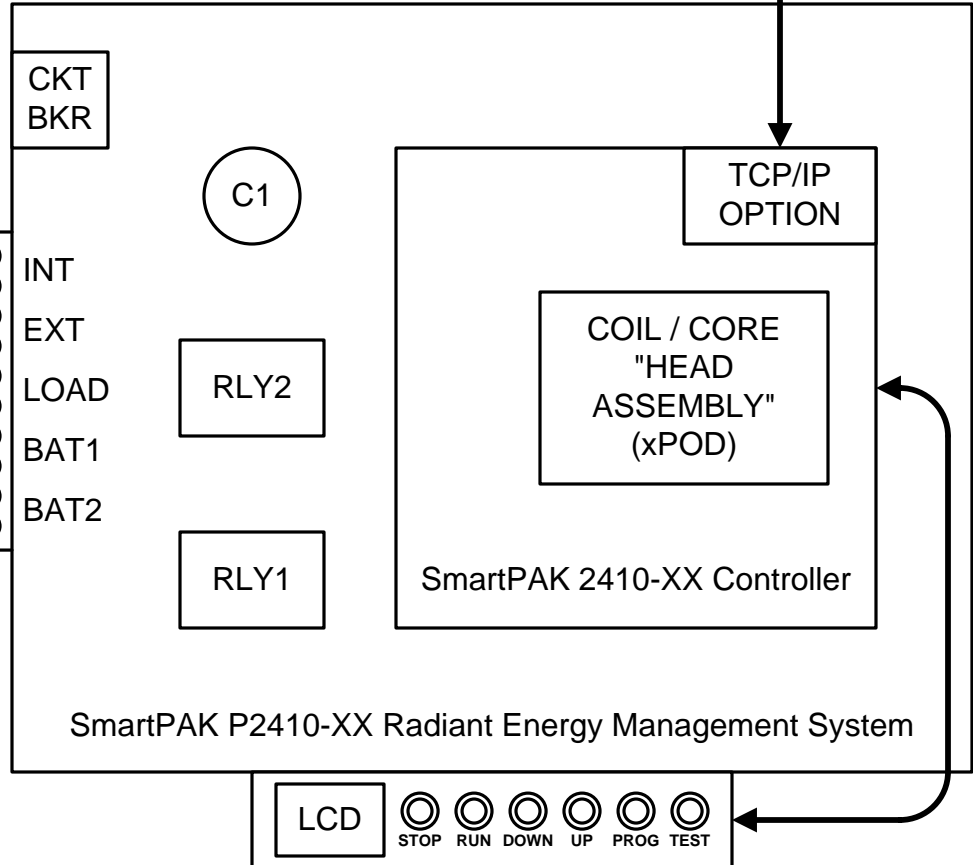 CKT
BKR
C1
TCP/IP
OPTION
INT
EXT
LOAD
BAT1
BAT2
RLY2
COIL / CORE
"HEAD
ASSEMBLY"
(xPOD)
RLY1
SmartPAK 2410-XX Controller
SmartPAK P2410-XX Radiant Energy Management System
LCD
STOP RUN DOWN UP PROG TEST